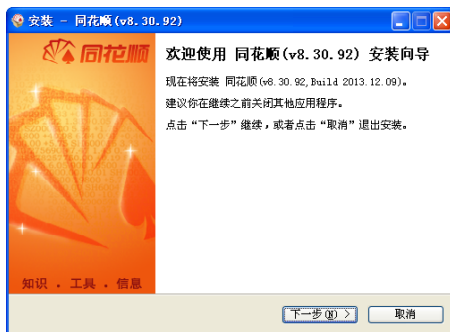 安装 - 同花顺(v8.30.92)
同花顺
欢迎使用 同花顺(v8.30.92) 安装向导
现在将安装 同花顺(v8.30.92,Build 2013.12.09)。
建议你在继续之前关闭其他应用程序。
点击“下一步”继续,或者点击“取消”退出安装。
知识 . 工具 . 信息
下一步(N) >
取消